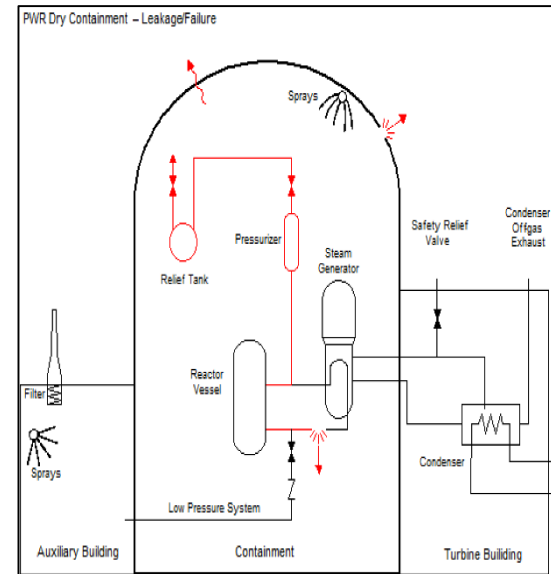 PWR Dry Containment – Leakage/Failure
Sprays
Safety Relief
Valve
Condenser
Offgas
Exhaust
Pressurizer
Steam
Generator
Relief Tank
Reactor
Vessel
Filter
Sprays
Condenser
Low Pressure System
Auxiliary Building
Containment
Turbine Builiding